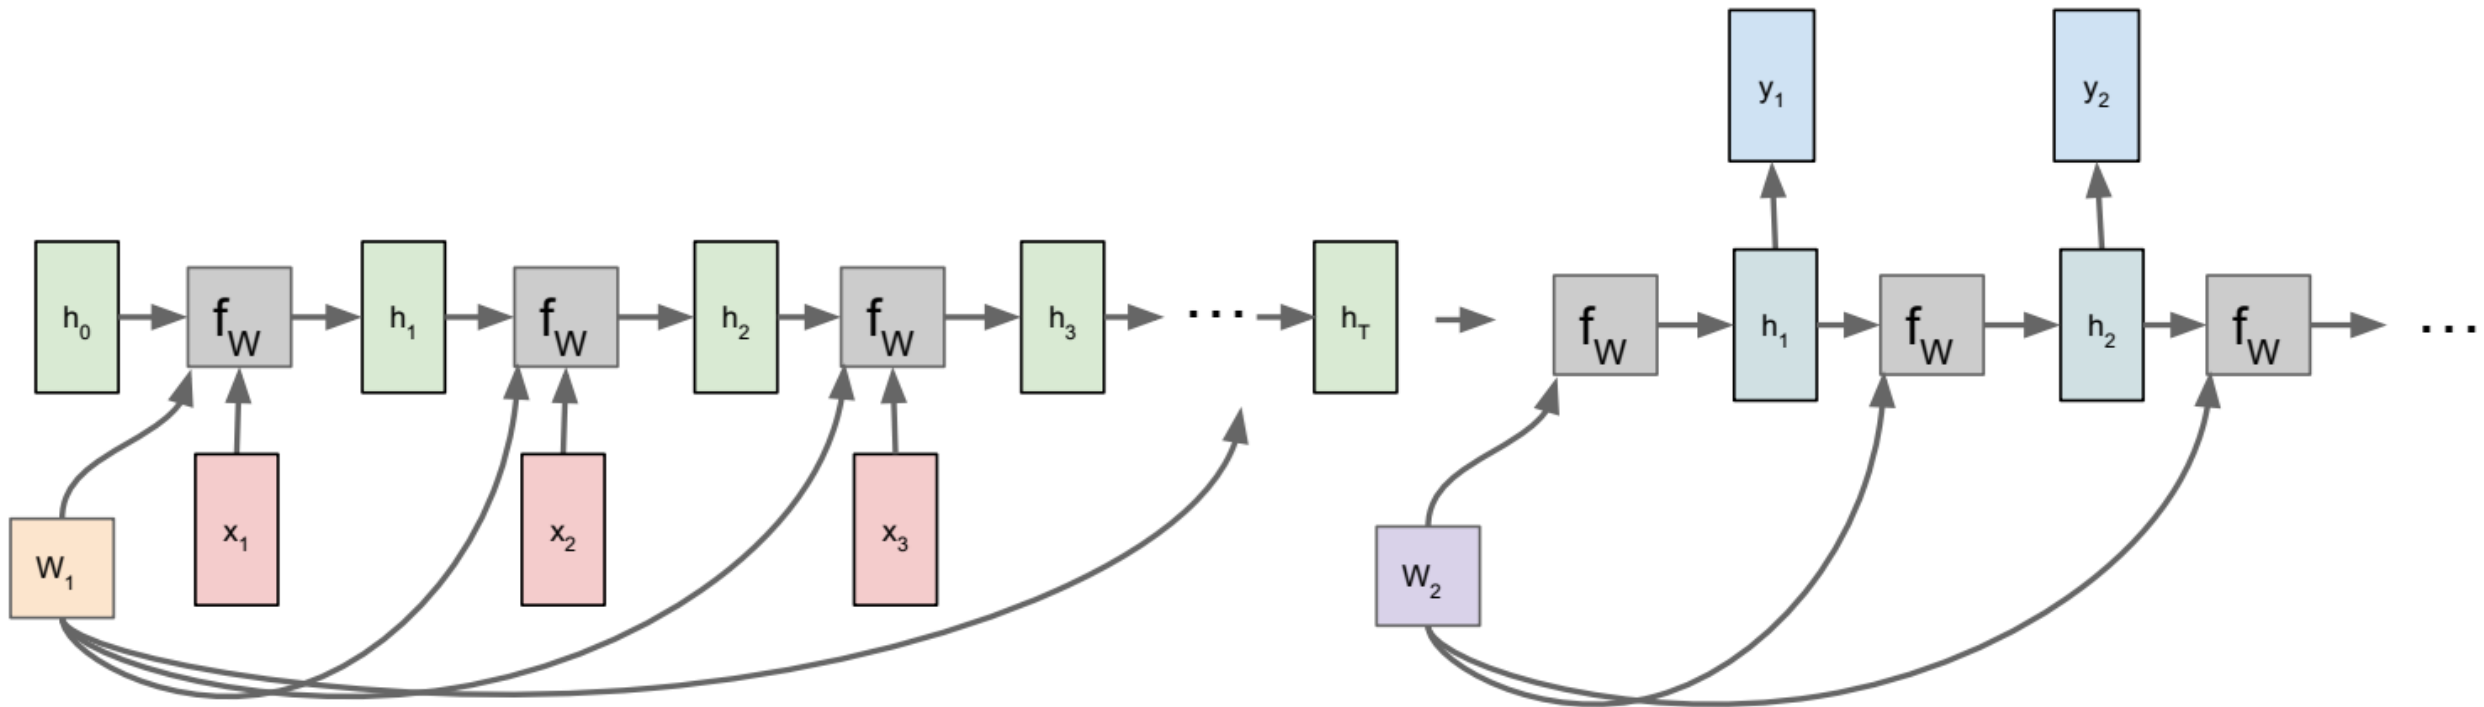 y1 y2
h0 fW h1 fW h2 fW h3 ... hT fW h1 fW h2 fW ...
x1 x2 x3
W1 W2